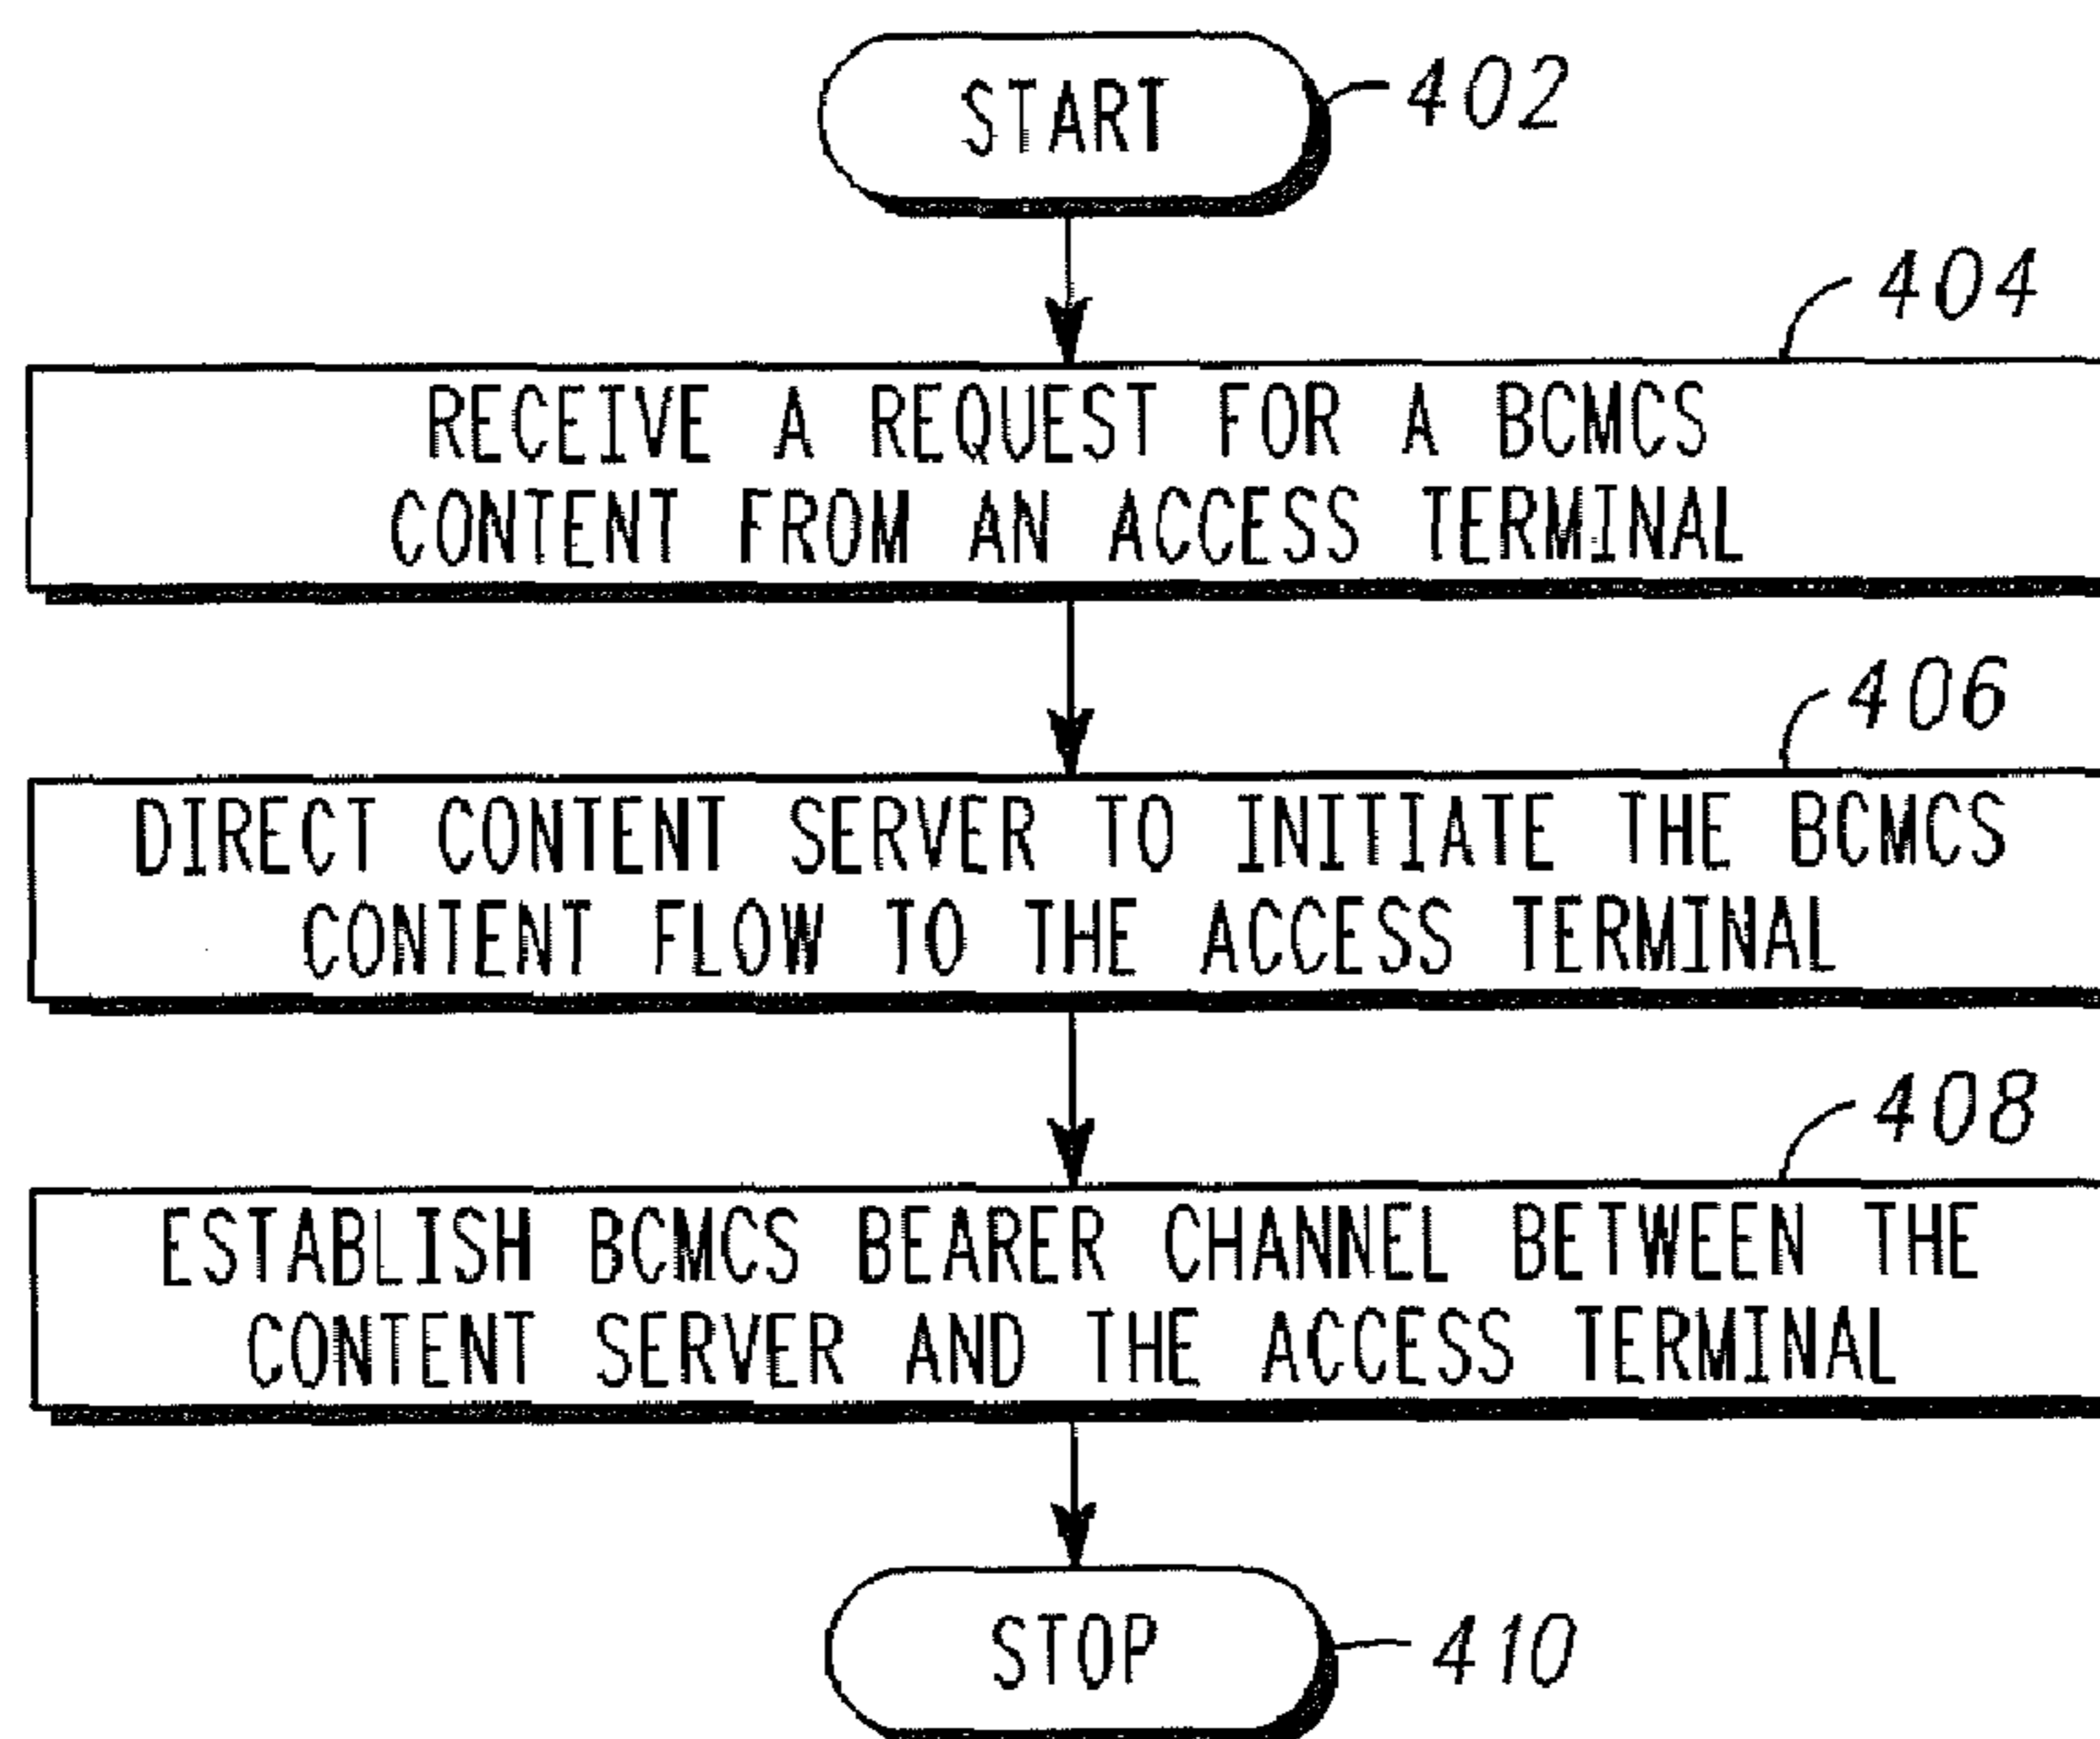 START
402
404
RECEIVE A REQUEST FOR A BCMCS
CONTENT FROM AN ACCESS TERMINAL
406
DIRECT CONTENT SERVER TO INITIATE THE BCMCS
CONTENT FLOW TO THE ACCESS TERMINAL
408
ESTABLISH BCMCS BEARER CHANNEL BETWEEN THE
CONTENT SERVER AND THE ACCESS TERMINAL
STOP
410